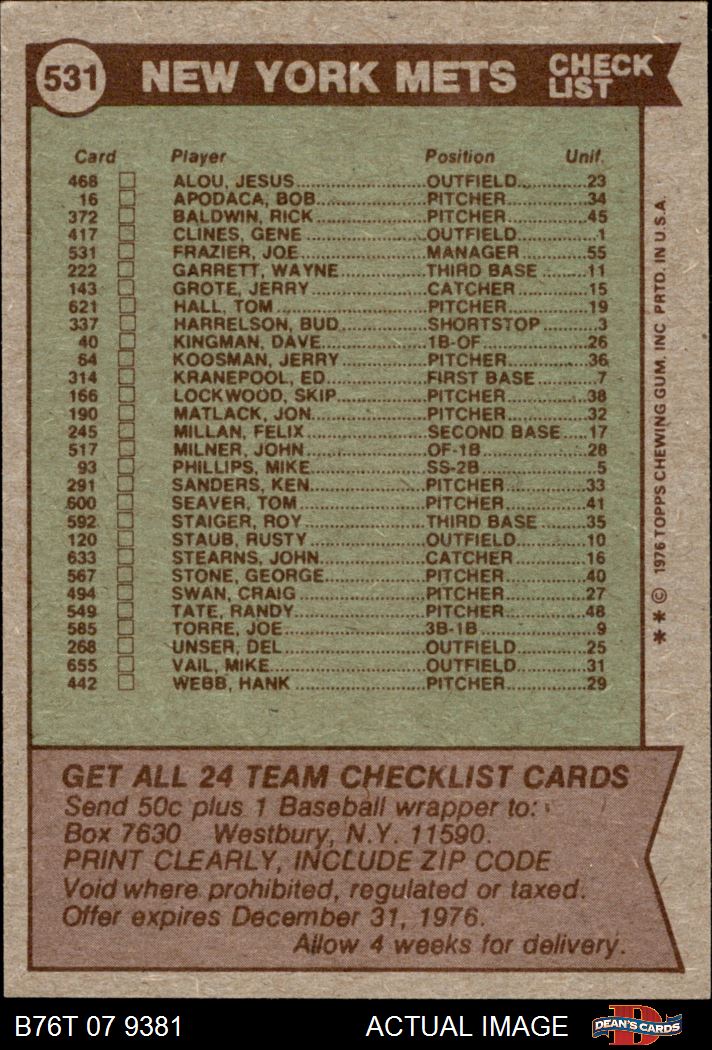 531 NEW YORK METS CHECK LIST
Card Player Position Unif.
468 ALOU, JESUS OUTFIELD 23
16 APODACA, BOB PITCHER 34
372 BALDWIN, RICK PITCHER 45
417 CLINES, GENE OUTFIELD 1
531 FRAZIER, JOE MANAGER 55
222 GARRETT, WAYNE THIRD BASE 11
143 GROTE, JERRY CATCHER 15
621 HALL, TOM PITCHER 19
337 HARRELSON, BUD SHORTSTOP 3
40 KINGMAN, DAVE 1B-OF 26
64 KOOSMAN, JERRY PITCHER 36
314 KRANEPOOL, ED FIRST BASE 7
166 LOCKWOOD, SKIP PITCHER 38
190 MATLACK, JON PITCHER 32
245 MILLAN, FELIX SECOND BASE 17
517 MILNER, JOHN OF-1B 28
93 PHILLIPS, MIKE SS-2B 5
291 SANDERS, KEN PITCHER 33
600 SEAVER, TOM PITCHER 41
592 STAIGER, ROY THIRD BASE 35
120 STAUB, RUSTY OUTFIELD 10
633 STEARNS, JOHN CATCHER 16
567 STONE, GEORGE PITCHER 40
494 SWAN, CRAIG PITCHER 27
549 TATE, RANDY PITCHER 48
585 TORRE, JOE 3B-1B 9
268 UNSER, DEL OUTFIELD 25
655 VAIL, MIKE OUTFIELD 31
442 WEBB, HANK PITCHER 29
** © 1976 TOPPS CHEWING GUM, INC PRTD. IN U.S.A.
GET ALL 24 TEAM CHECKLIST CARDS
Send 50c plus 1 Baseball wrapper to:
Box 7630 Westbury, N.Y. 11590.
PRINT CLEARLY, INCLUDE ZIP CODE
Void where prohibited, regulated or taxed.
Offer expires December 31, 1976.
Allow 4 weeks for delivery.
B76T 07 9381 ACTUAL IMAGE D DEAN'S CARDS